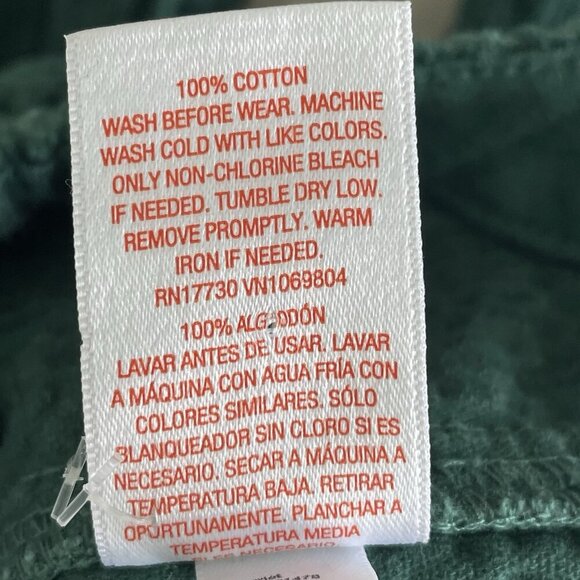 100% COTTON
WASH BEFORE WEAR. MACHINE
WASH COLD WITH LIKE COLORS.
ONLY NON-CHLORINE BLEACH
IF NEEDED. TUMBLE DRY LOW.
REMOVE PROMPTLY. WARM
IRON IF NEEDED.
RN17730 VN1069804
100% ALGODÓN
LAVAR ANTES DE USAR. LAVAR
A MÁQUINA CON AGUA FRÍA CON
COLORES SIMILARES. SÓLO
BLANQUEADOR SIN CLORO SI ES
NECESARIO. SECAR A MÁQUINA A
TEMPERATURA BAJA. RETIRAR
OPORTUNAMENTE. PLANCHAR A
TEMPERATURA MEDIA
NECESARIO.